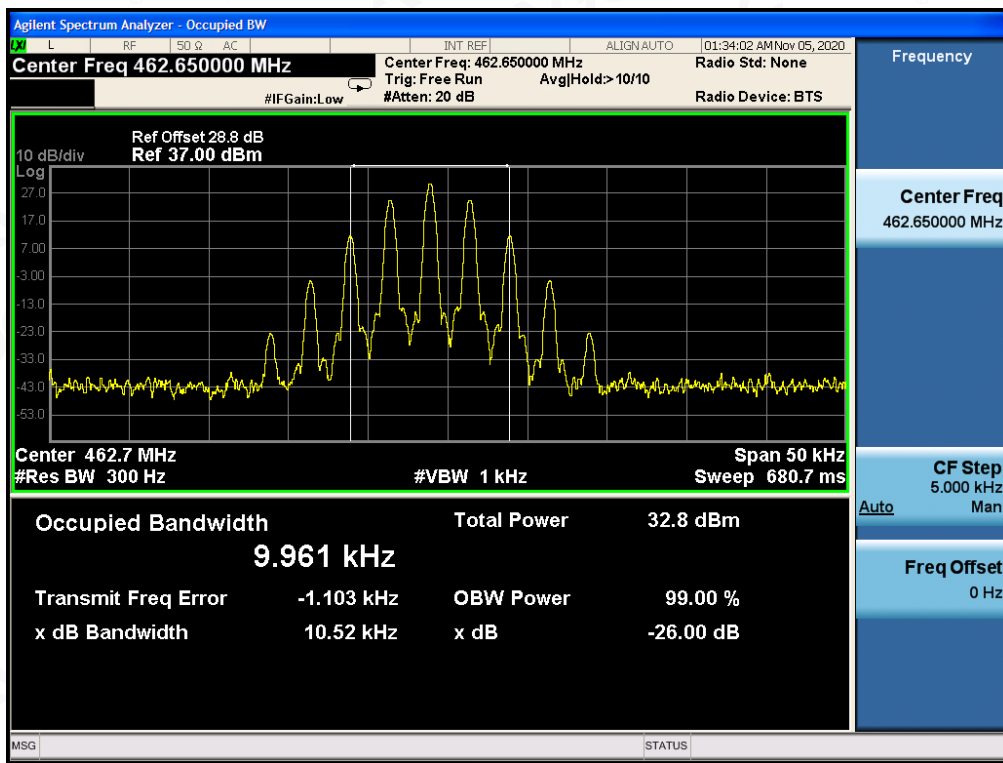 Agilent Spectrum Analyzer - Occupied BW
LXI L RF 50 Ω AC INT REF ALIGN AUTO 01:34:02 AM Nov 05, 2020
Center Freq 462.650000 MHz
Center Freq: 462.650000 MHz
Radio Std: None
Trig: Free Run Avg|Hold:> 10/10
#IFGain:Low
#Atten: 20 dB
Radio Device: BTS
Ref Offset 28.8 dB
10 dB/div Ref 37.00 dBm
Log
27.0
17.0
7.00
-3.00
-13.0
-23.0
-33.0
-43.0
-53.0
Center 462.7 MHz Span 50 kHz
#Res BW 300 Hz #VBW 1 kHz Sweep 680.7 ms
Occupied Bandwidth Total Power 32.8 dBm
9.961 kHz
Transmit Freq Error -1.103 kHz OBW Power 99.00 %
x dB Bandwidth 10.52 kHz x dB -26.00 dB
MSG STATUS
Frequency
Center Freq
462.650000 MHz
CF Step
5.000 kHz
Auto Man
Freq Offset
0 Hz